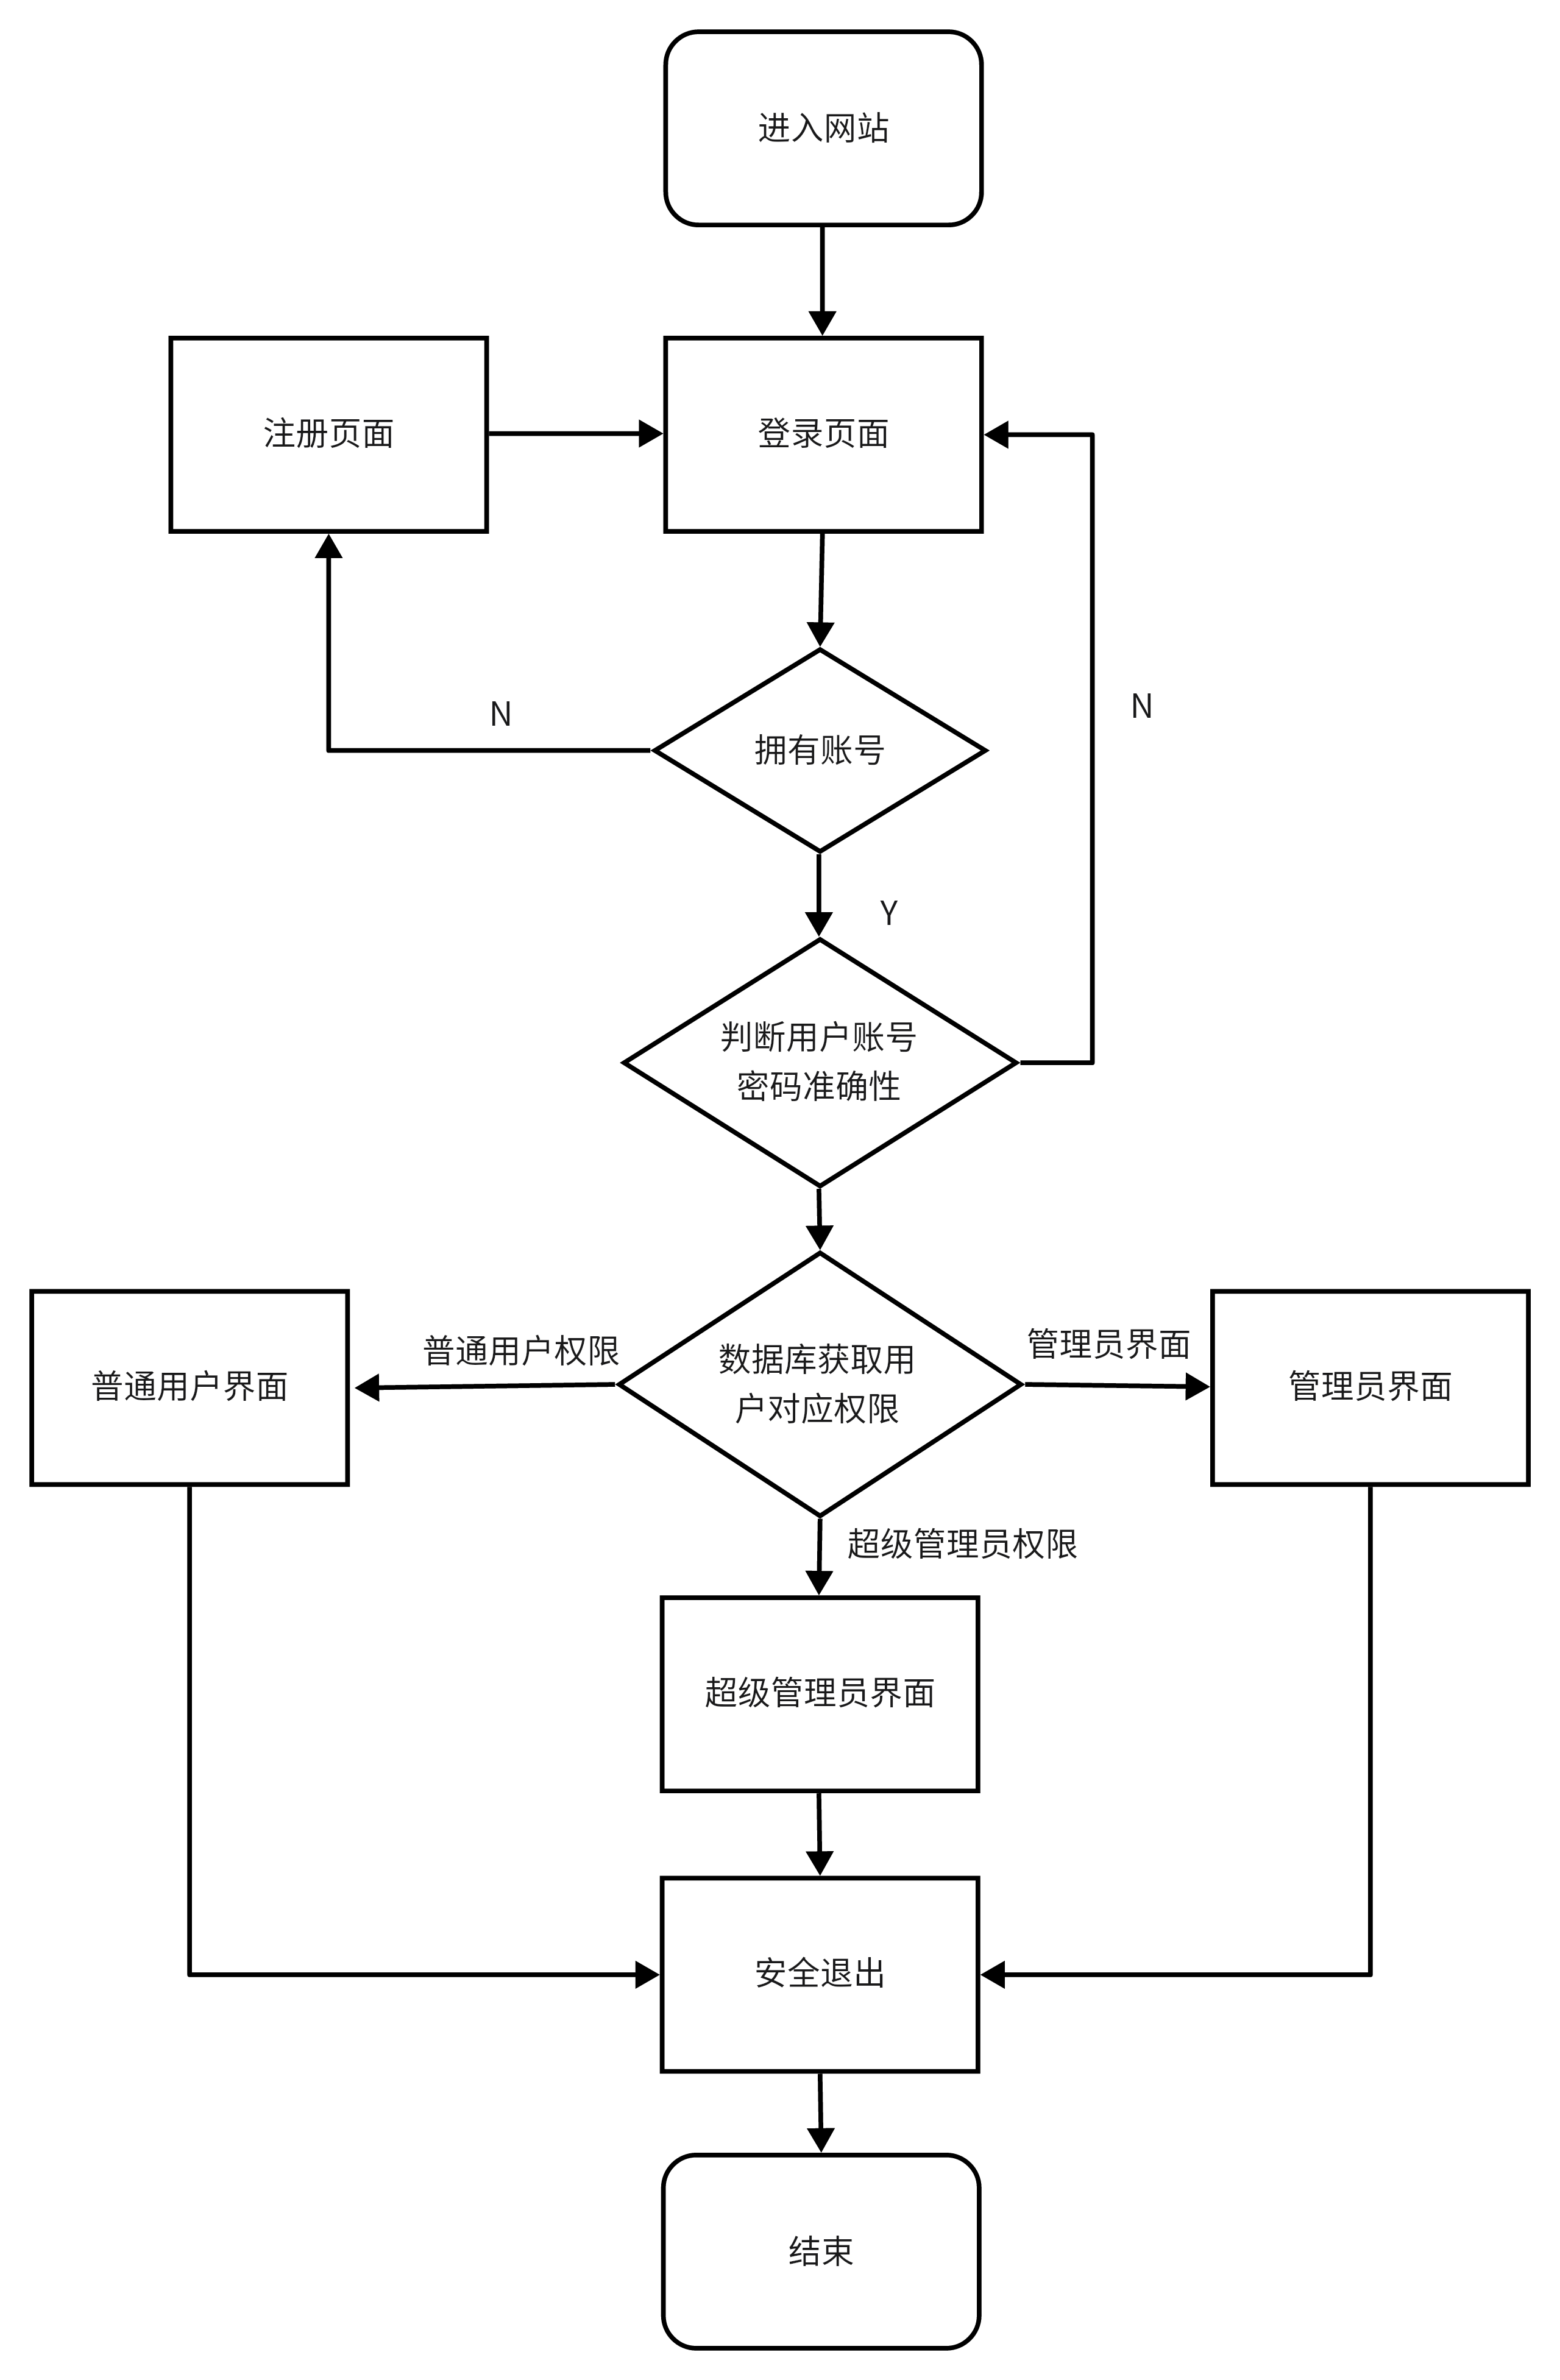 进入网站
注册页面
登录页面
N
N
拥有账号
Y
判断用户账号
密码准确性
普通用户界面
普通用户权限
数据库获取用
户对应权限
管理员界面
管理员界面
超级管理员权限
超级管理员界面
安全退出
结束